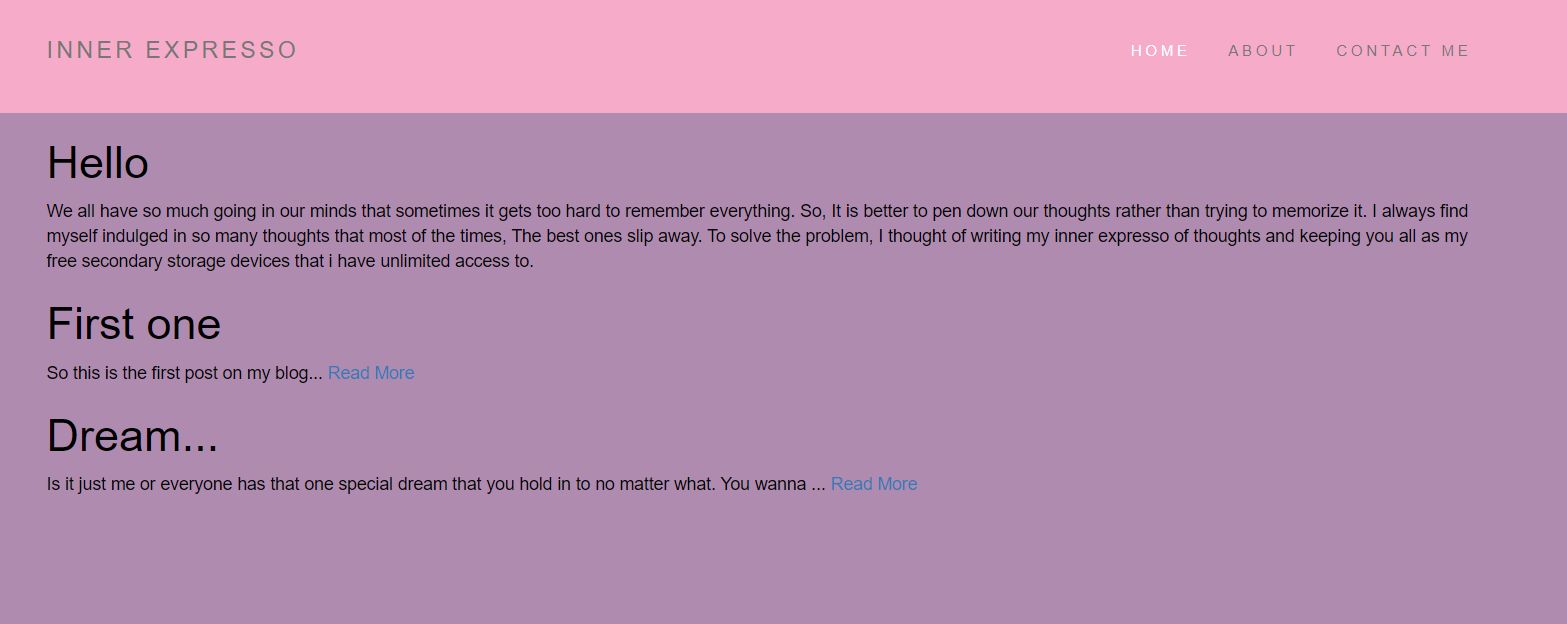 INNER EXPRESSO
HOME ABOUT CONTACT ME
Hello
We all have so much going in our minds that sometimes it gets too hard to remember everything. So, It is better to pen down our thoughts rather than trying to memorize it. I always find
myself indulged in so many thoughts that most of the times, The best ones slip away. To solve the problem, I thought of writing my inner expresso of thoughts and keeping you all as my
free secondary storage devices that i have unlimited access to.
First one
So this is the first post on my blog... Read More
Dream...
Is it just me or everyone has that one special dream that you hold in to no matter what. You wanna ... Read More